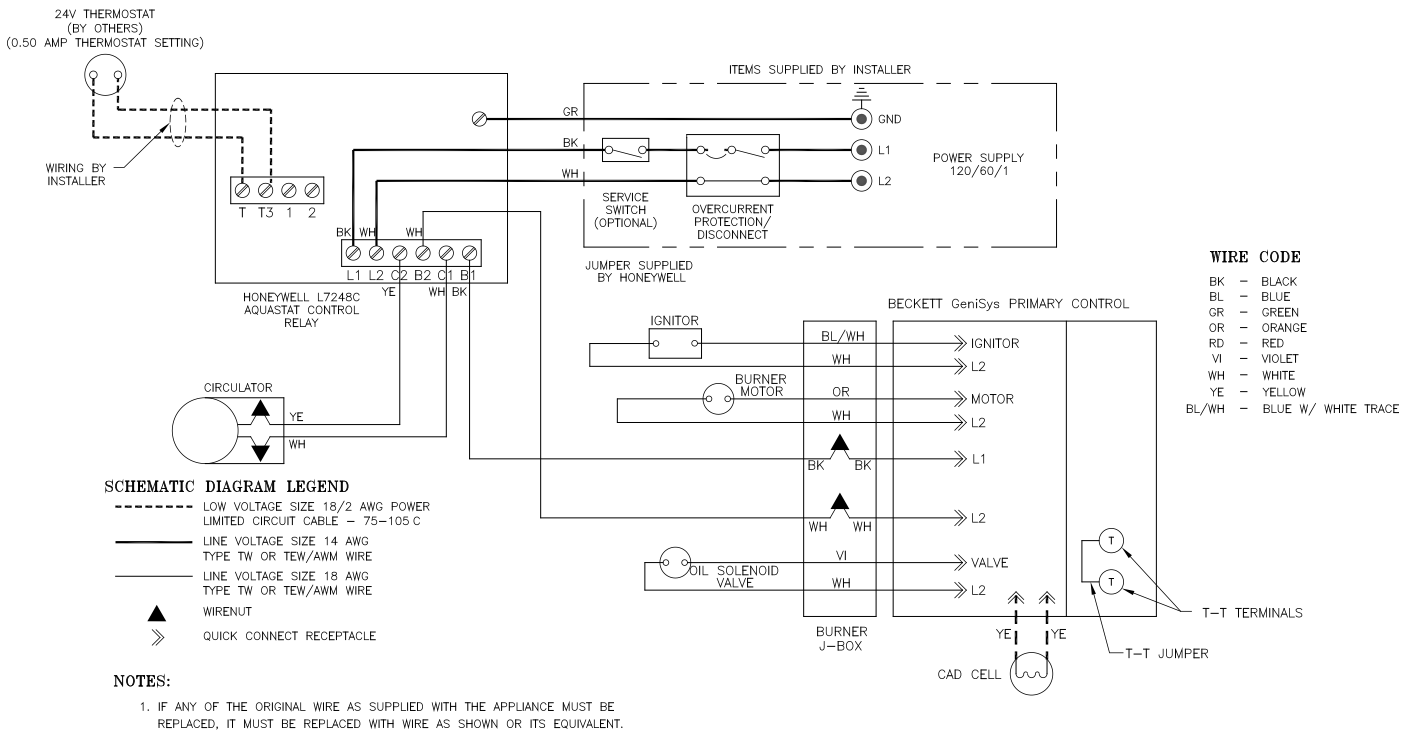 24V THERMOSTAT
(BY OTHERS)
(0.50 AMP THERMOSTAT SETTING)
WIRING BY
INSTALLER
T T3 1 2
ITEMS SUPPLIED BY INSTALLER
GR
GND
BK
L1
WH
L2
POWER SUPPLY
120/60/1
SERVICE
SWITCH
(OPTIONAL)
OVERCURRENT
PROTECTION/
DISCONNECT
BK WH WH
L1 L2 C2 B2 C1 B1
YE WH BK
JUMPER SUPPLIED
BY HONEYWELL
HONEYWELL L7248C
AQUASTAT CONTROL
RELAY
CIRCULATOR
YE
WH
WIRE CODE
BK – BLACK
BL – BLUE
GR – GREEN
OR – ORANGE
RD – RED
VI – VIOLET
WH – WHITE
YE – YELLOW
BL/WH – BLUE W/ WHITE TRACE
BECKETT GeniSys PRIMARY CONTROL
IGNITOR
BL/WH
IGNITOR
WH
L2
BURNER
MOTOR
OR
MOTOR
WH
L2
BK BK
L1
WH WH
L2
OIL SOLENOID
VALVE
VI
VALVE
WH
L2
BURNER
J–BOX
YE YE
CAD CELL
T
T
T–T TERMINALS
T–T JUMPER
SCHEMATIC DIAGRAM LEGEND
LOW VOLTAGE SIZE 18/2 AWG POWER
LIMITED CIRCUIT CABLE – 75–105 C
LINE VOLTAGE SIZE 14 AWG
TYPE TW OR TEW/AWM WIRE
LINE VOLTAGE SIZE 18 AWG
TYPE TW OR TEW/AWM WIRE
WIRENUT
QUICK CONNECT RECEPTACLE
NOTES:
1. IF ANY OF THE ORIGINAL WIRE AS SUPPLIED WITH THE APPLIANCE MUST BE
REPLACED, IT MUST BE REPLACED WITH WIRE AS SHOWN OR ITS EQUIVALENT.